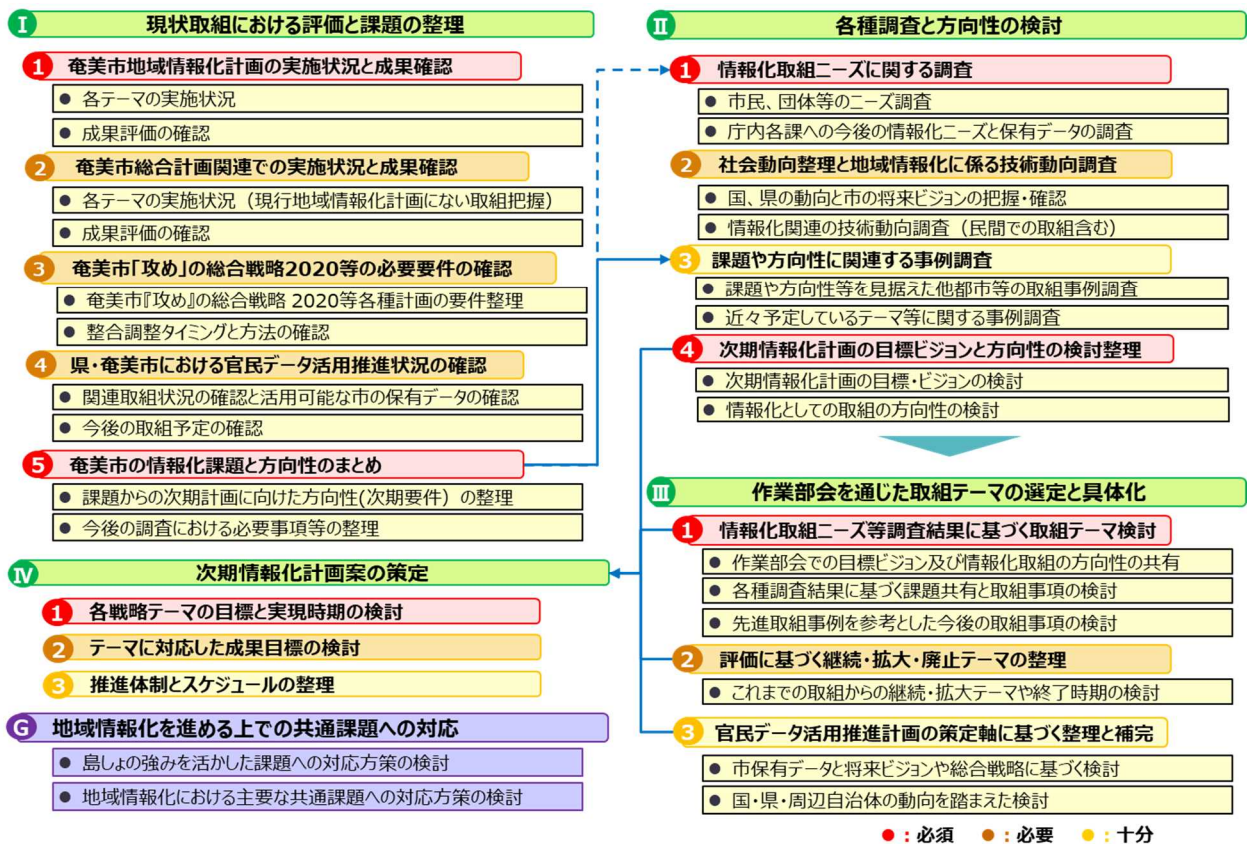 Ⅰ 現状取組における評価と課題の整理
1 奄美市地域情報化計画の実施状況と成果確認
● 各テーマの実施状況
● 成果評価の確認
2 奄美市総合計画関連での実施状況と成果確認
● 各テーマの実施状況（現行地域情報化計画にない取組把握）
● 成果評価の確認
3 奄美市「攻め」の総合戦略2020等の必要要件の確認
● 奄美市『攻め』の総合戦略 2020等各種計画の要件整理
● 整合調整タイミングと方法の確認
4 県・奄美市における官民データ活用推進状況の確認
● 関連取組状況の確認と活用可能な市の保有データの確認
● 今後の取組予定の確認
5 奄美市の情報化課題と方向性のまとめ
● 課題からの次期計画に向けた方向性(次期要件）の整理
● 今後の調査における必要事項等の整理
Ⅱ 各種調査と方向性の検討
1 情報化取組ニーズに関する調査
● 市民、団体等のニーズ調査
● 庁内各課への今後の情報化ニーズと保有データの調査
2 社会動向整理と地域情報化に係る技術動向調査
● 国、県の動向と市の将来ビジョンの把握・確認
● 情報化関連の技術動向調査（民間での取組含む）
3 課題や方向性に関連する事例調査
● 課題や方向性等を見据えた他都市等の取組事例調査
● 近々予定しているテーマ等に関する事例調査
4 次期情報化計画の目標ビジョンと方向性の検討整理
● 次期情報化計画の目標・ビジョンの検討
● 情報化としての取組の方向性の検討
Ⅲ 作業部会を通じた取組テーマの選定と具体化
1 情報化取組ニーズ等調査結果に基づく取組テーマ検討
● 作業部会での目標ビジョン及び情報化取組の方向性の共有
● 各種調査結果に基づく課題共有と取組事項の検討
● 先進取組事例を参考とした今後の取組事項の検討
2 評価に基づく継続・拡大・廃止テーマの整理
● これまでの取組からの継続・拡大テーマや終了時期の検討
3 官民データ活用推進計画の策定軸に基づく整理と補完
● 市保有データと将来ビジョンや総合戦略に基づく検討
● 国・県・周辺自治体の動向を踏まえた検討
Ⅳ 次期情報化計画案の策定
1 各戦略テーマの目標と実現時期の検討
2 テーマに対応した成果目標の検討
3 推進体制とスケジュールの整理
G 地域情報化を進める上での共通課題への対応
● 島しょの強みを活かした課題への対応方策の検討
● 地域情報化における主要な共通課題への対応方策の検討
●：必須 ●：必要 ●：十分